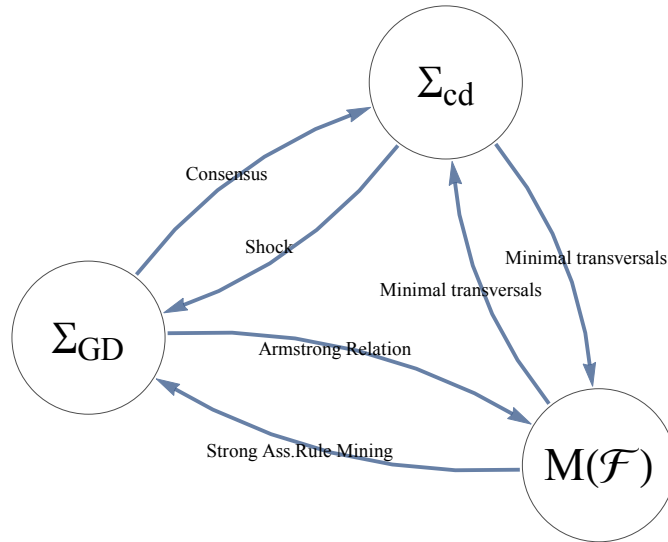 Σcd
Consensus
Shock
Minimal transversals
Minimal transversals
ΣGD
Armstrong Relation
Strong Ass.Rule Mining
M(ℱ)